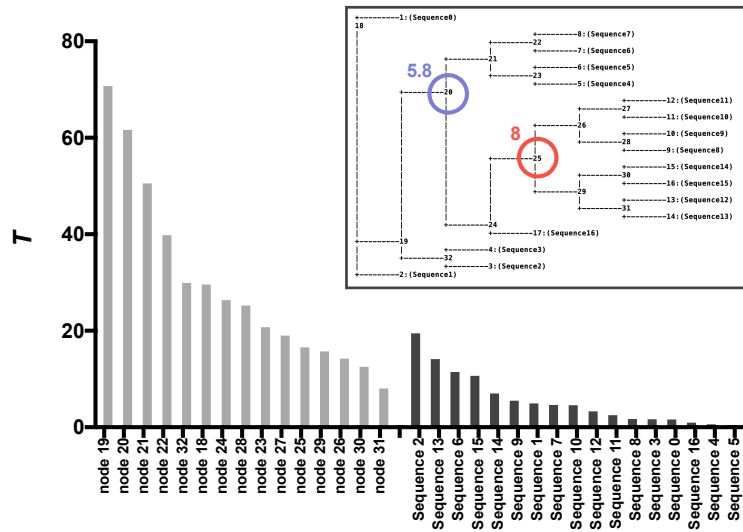 80
60
40
20
0
T
1:(Sequence0)
18
8:(Sequence7)
22
7:(Sequence6)
21
6:(Sequence5)
23
5:(Sequence4)
5.8
20
12:(Sequence11)
27
11:(Sequence10)
26
10:(Sequence9)
28
9:(Sequence8)
8
25
15:(Sequence14)
30
16:(Sequence15)
29
13:(Sequence12)
31
14:(Sequence13)
24
17:(Sequence16)
19
4:(Sequence3)
32
3:(Sequence2)
2:(Sequence1)
node 19
node 20
node 21
node 22
node 32
node 18
node 24
node 28
node 23
node 27
node 25
node 29
node 26
node 30
node 31
Sequence 2
Sequence 13
Sequence 6
Sequence 15
Sequence 14
Sequence 9
Sequence 1
Sequence 7
Sequence 10
Sequence 12
Sequence 11
Sequence 8
Sequence 3
Sequence 0
Sequence 16
Sequence 4
Sequence 5